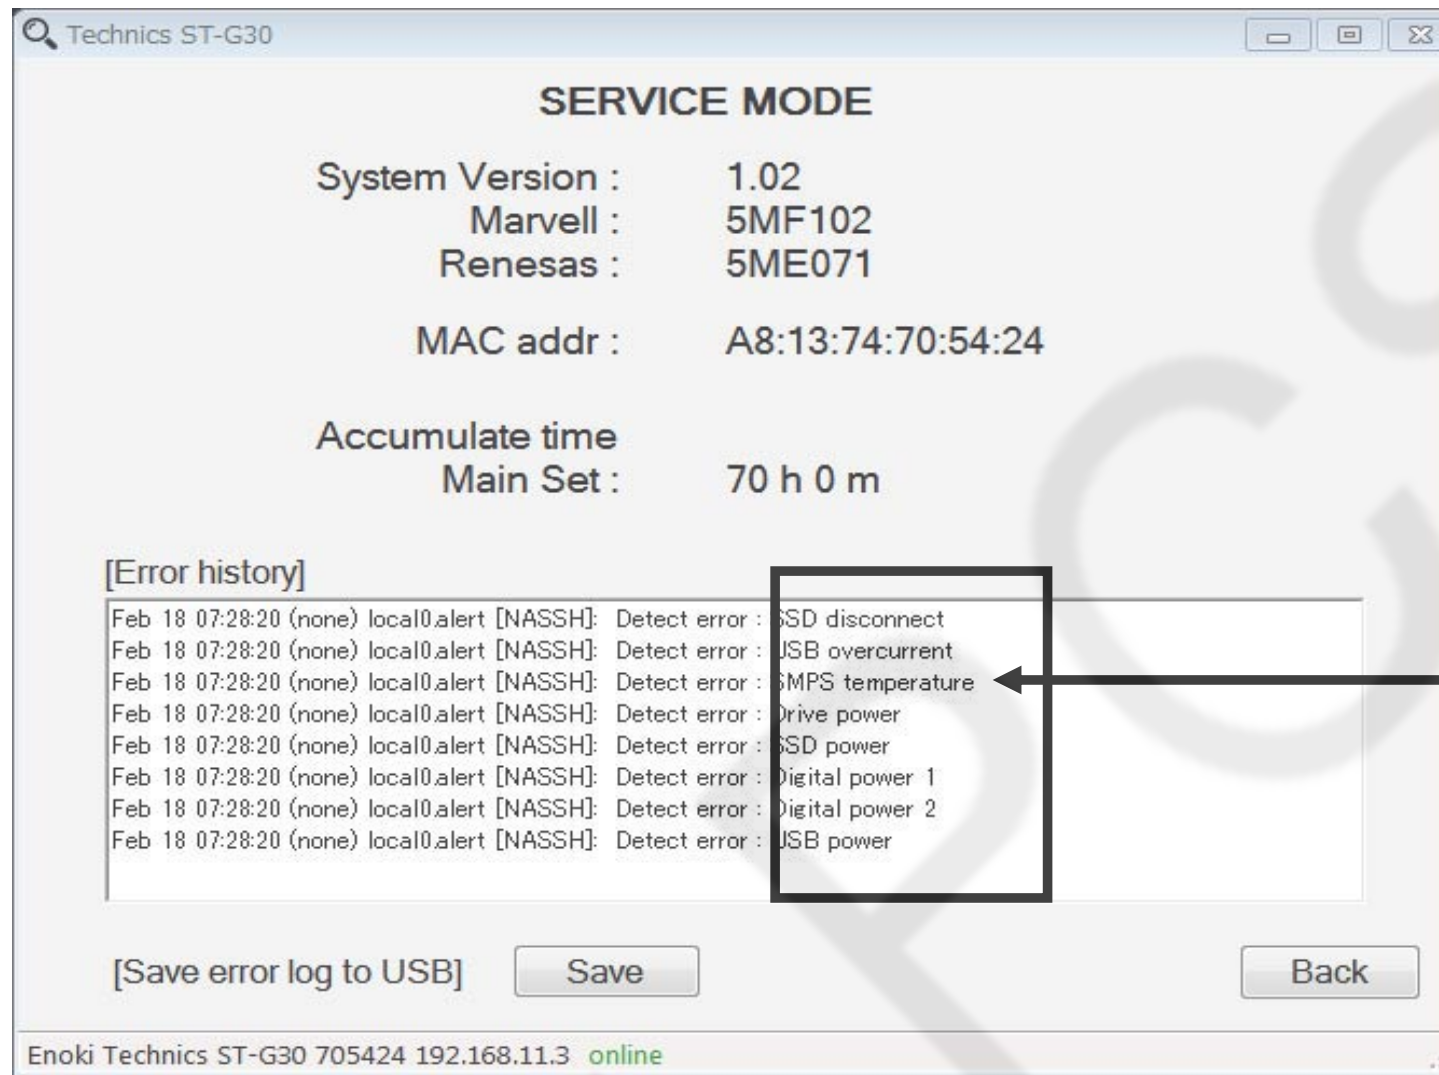 Technics ST-G30
SERVICE MODE
System Version : 1.02
Marvell : 5MF102
Renesas : 5ME071
MAC addr : A8:13:74:70:54:24
Accumulate time
Main Set : 70 h 0 m
[Error history]
Feb 18 07:28:20 (none) local0.alert [NASSH]: Detect error : SSD disconnect
Feb 18 07:28:20 (none) local0.alert [NASSH]: Detect error : USB overcurrent
Feb 18 07:28:20 (none) local0.alert [NASSH]: Detect error : SMPS temperature
Feb 18 07:28:20 (none) local0.alert [NASSH]: Detect error : Drive power
Feb 18 07:28:20 (none) local0.alert [NASSH]: Detect error : SSD power
Feb 18 07:28:20 (none) local0.alert [NASSH]: Detect error : Digital power 1
Feb 18 07:28:20 (none) local0.alert [NASSH]: Detect error : Digital power 2
Feb 18 07:28:20 (none) local0.alert [NASSH]: Detect error : USB power
[Save error log to USB] Save Back
Enoki Technics ST-G30 705424 192.168.11.3 online